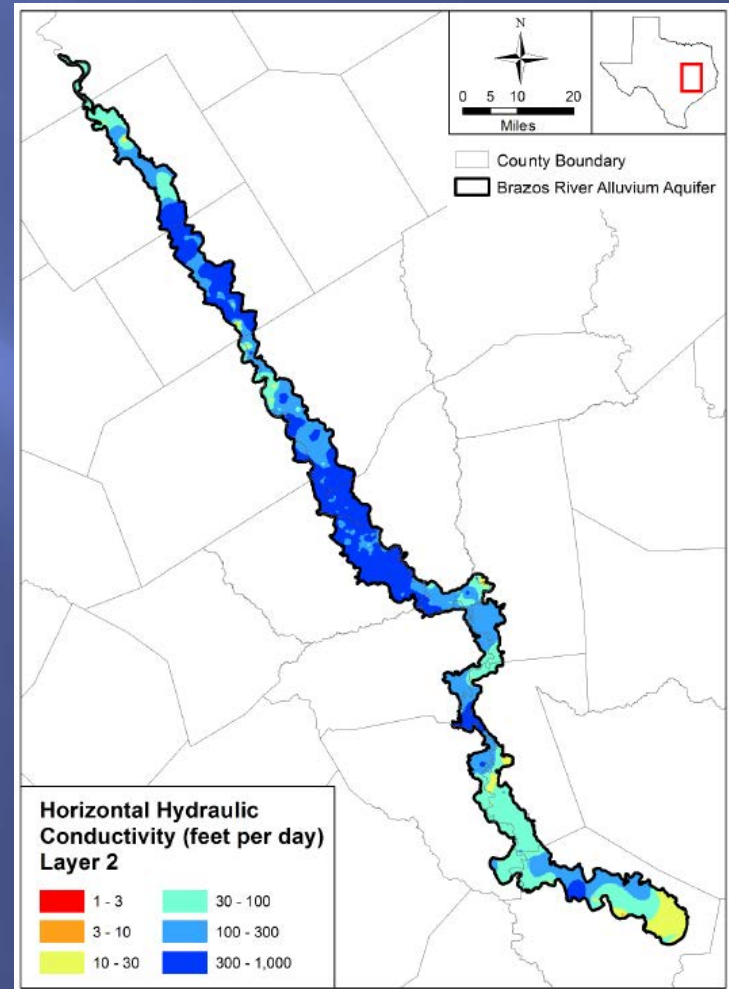 N
0 5 10 20
Miles
County Boundary
Brazos River Alluvium Aquifer
Horizontal Hydraulic
Conductivity (feet per day)
Layer 2
1 - 3
3 - 10
10 - 30
30 - 100
100 - 300
300 - 1,000